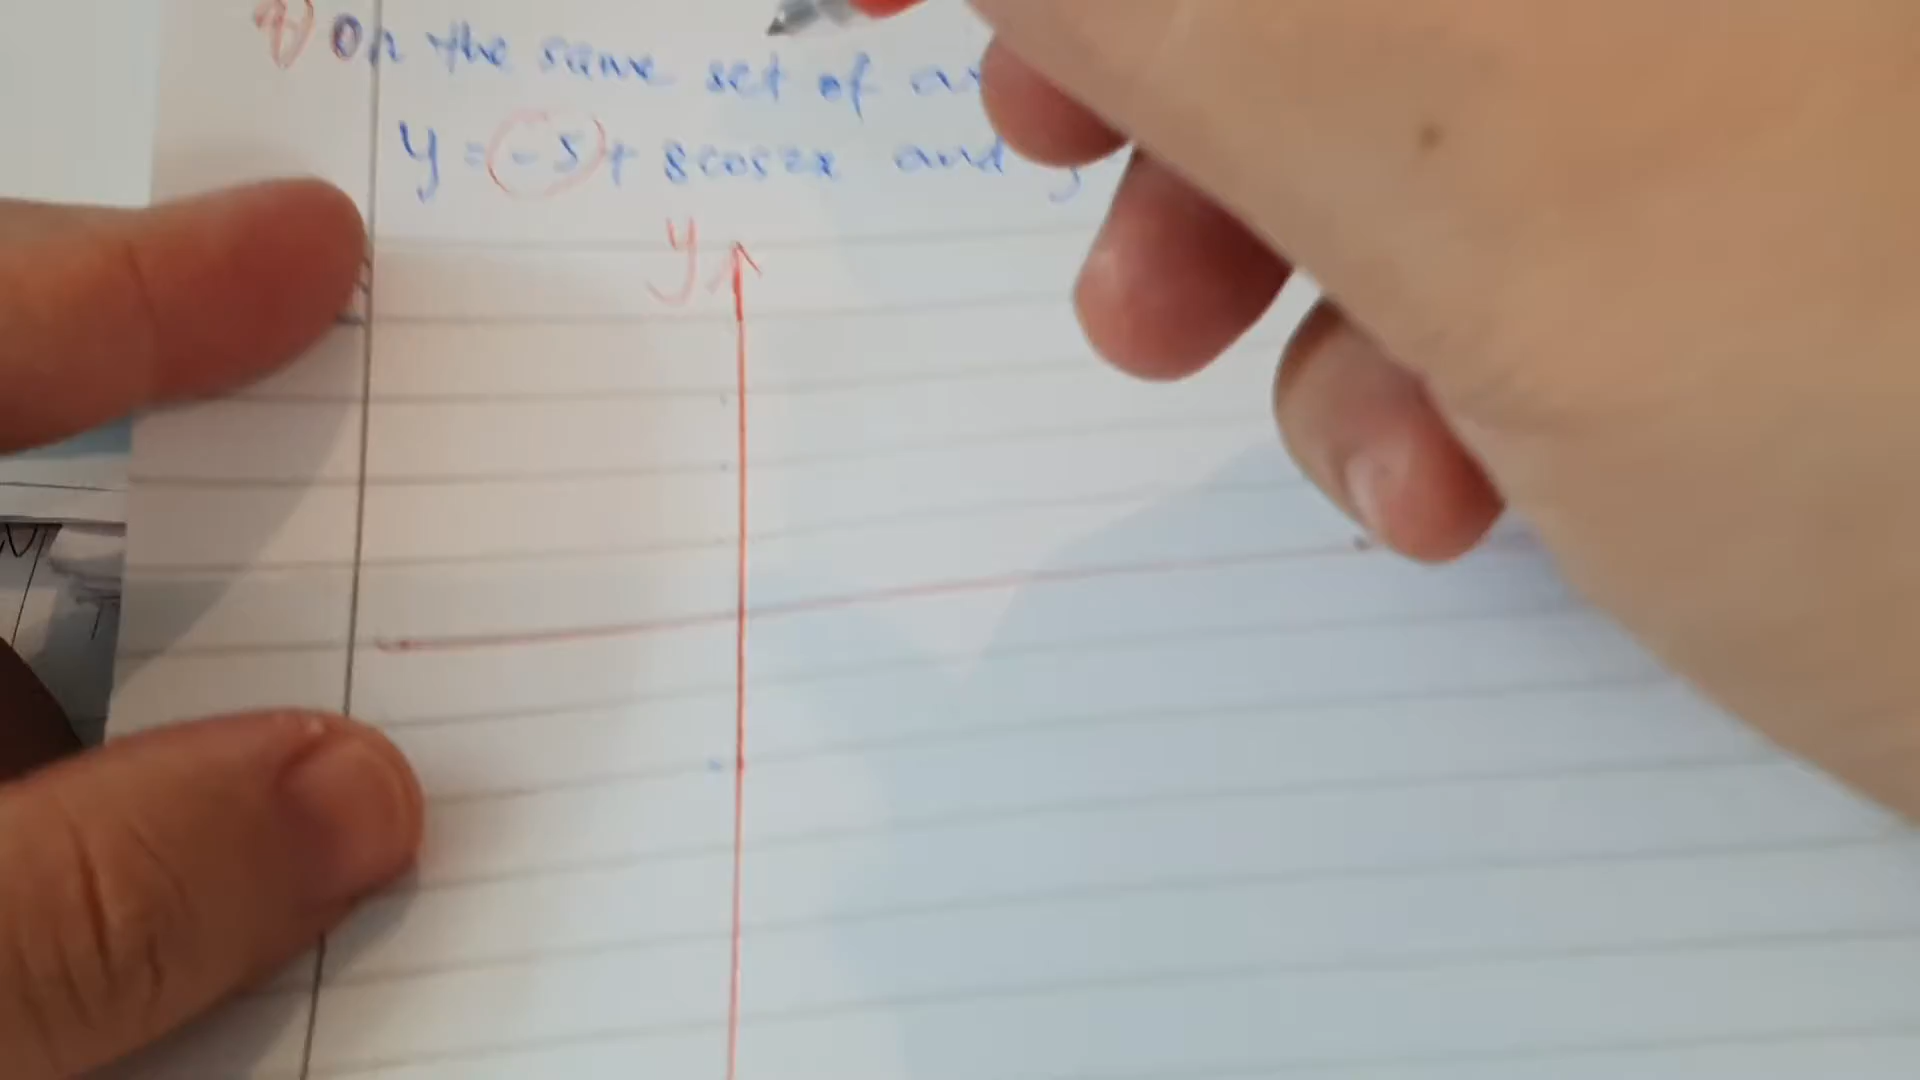 On the same set of
y = -5 + 8cos2x and y
y